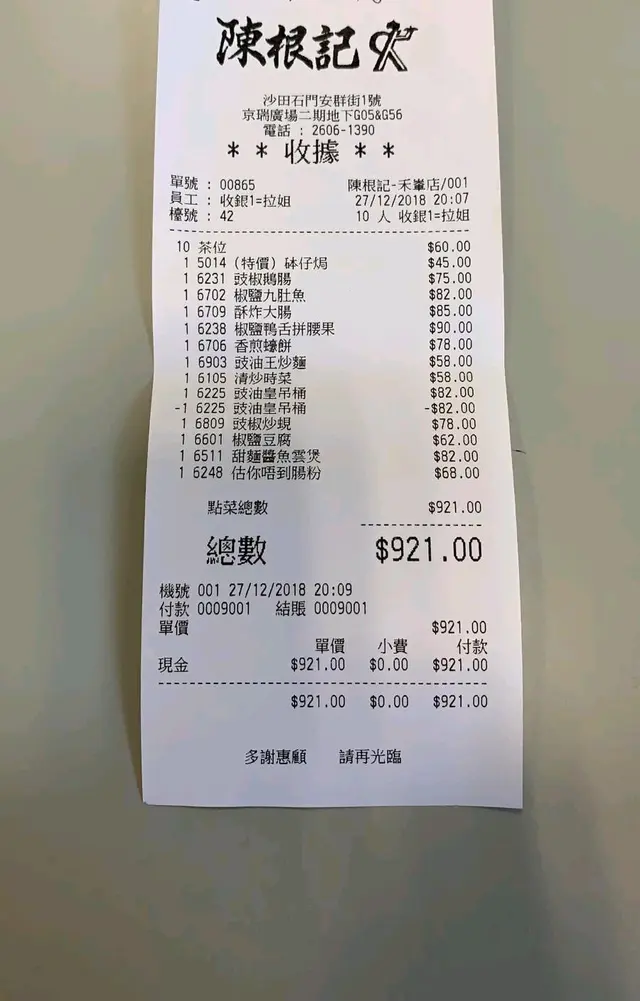 陳根記
沙田石門安群街1號
京瑞廣場二期地下G05&G56
電話 : 2606-1390
* * 收據 * *
單號 : 00865 陳根記-禾輋店/001
員工 : 收銀1=拉姐 27/12/2018 20:07
檯號 : 42 10 人 收銀1=拉姐
10 茶位 $60.00
1 5014 (特價) 砵仔焗 $45.00
1 6231 豉椒鵝腸 $75.00
1 6702 椒鹽九肚魚 $82.00
1 6709 酥炸大腸 $85.00
1 6238 椒鹽鴨舌拼腰果 $90.00
1 6706 香煎蠔餅 $78.00
1 6903 豉油王炒麵 $58.00
1 6105 清炒時菜 $58.00
1 6225 豉油皇吊桶 $82.00
-1 6225 豉油皇吊桶 -$82.00
1 6809 豉椒炒蜆 $78.00
1 6601 椒鹽豆腐 $62.00
1 6511 甜麵醬魚雲煲 $82.00
1 6248 估你唔到腸粉 $68.00
點菜總數 $921.00
總數 $921.00
機號 001 27/12/2018 20:09
付款 0009001 結賬 0009001
單價 $921.00
單價 小費 付款
現金 $921.00 $0.00 $921.00
$921.00 $0.00 $921.00
多謝惠顧 請再光臨